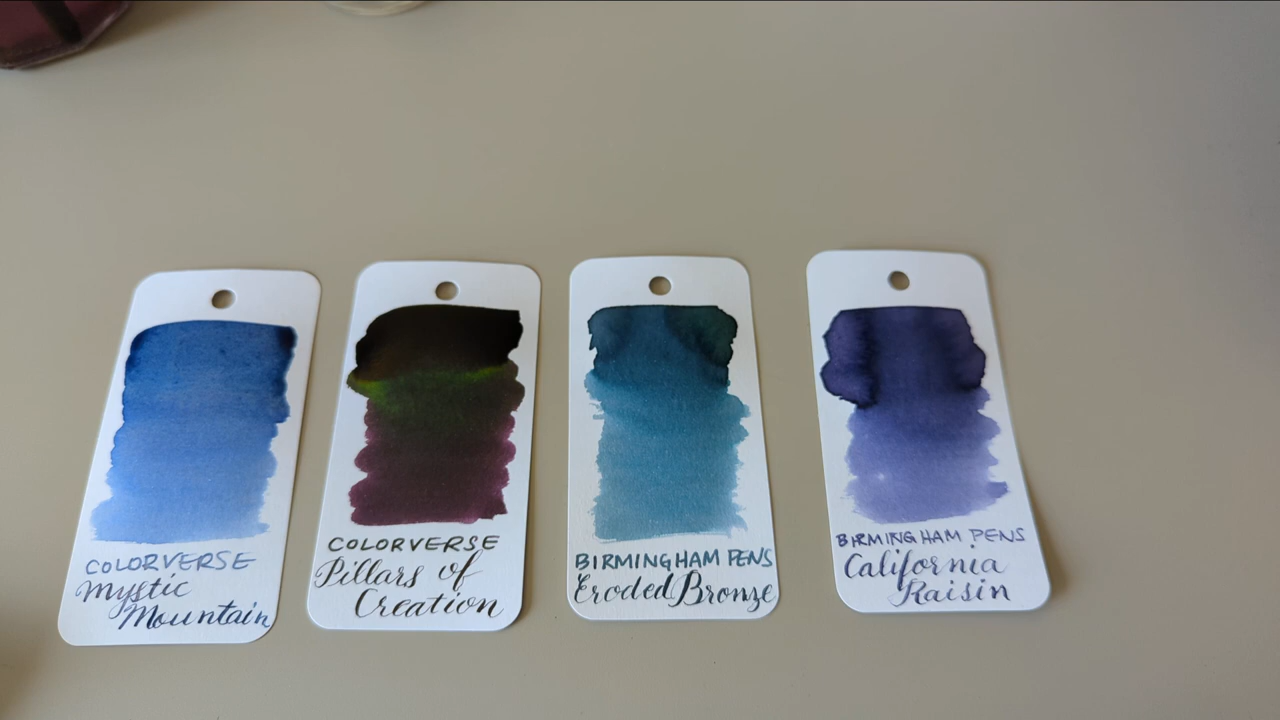 COLORVERSE
Mystic
Mountain
COLORVERSE
Pillars of
Creation
BIRMINGHAM PENS
Eroded Bronze
BIRMINGHAM PENS
California
Raisin